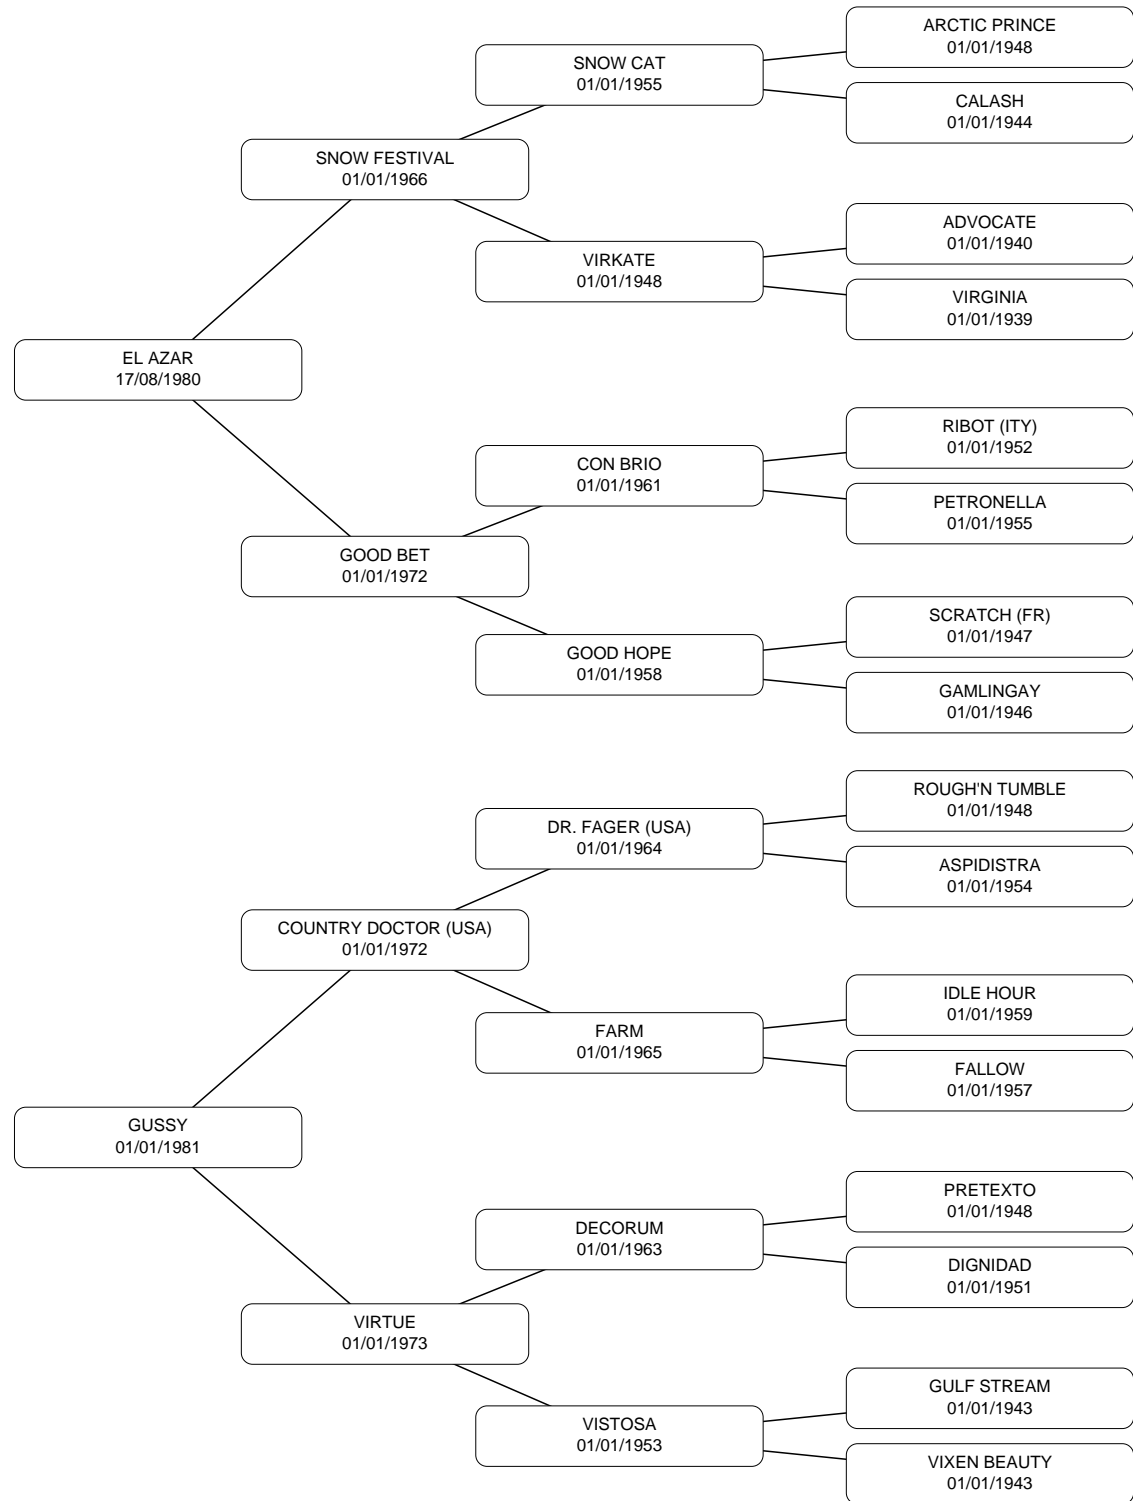 ARCTIC PRINCE
01/01/1948
SNOW CAT
01/01/1955
CALASH
01/01/1944
SNOW FESTIVAL
01/01/1966
ADVOCATE
01/01/1940
VIRKATE
01/01/1948
VIRGINIA
01/01/1939
EL AZAR
17/08/1980
RIBOT (ITY)
01/01/1952
CON BRIO
01/01/1961
PETRONELLA
01/01/1955
GOOD BET
01/01/1972
SCRATCH (FR)
01/01/1947
GOOD HOPE
01/01/1958
GAMLINGAY
01/01/1946
ROUGH'N TUMBLE
01/01/1948
DR. FAGER (USA)
01/01/1964
ASPIDISTRA
01/01/1954
COUNTRY DOCTOR (USA)
01/01/1972
IDLE HOUR
01/01/1959
FARM
01/01/1965
FALLOW
01/01/1957
GUSSY
01/01/1981
PRETEXTO
01/01/1948
DECORUM
01/01/1963
DIGNIDAD
01/01/1951
VIRTUE
01/01/1973
GULF STREAM
01/01/1943
VISTOSA
01/01/1953
VIXEN BEAUTY
01/01/1943